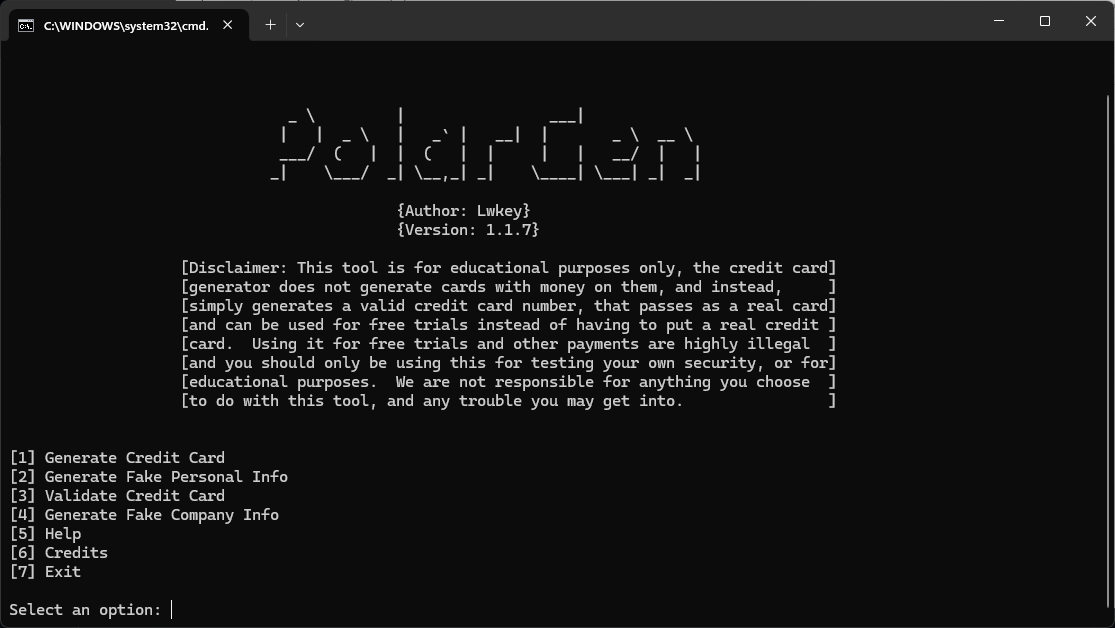 C:\WINDOWS\system32\cmd.
PolarGen
{Author: Lwkey}
{Version: 1.1.7}
[Disclaimer: This tool is for educational purposes only, the credit card]
[generator does not generate cards with money on them, and instead,     ]
[simply generates a valid credit card number, that passes as a real card]
[and can be used for free trials instead of having to put a real credit ]
[card.  Using it for free trials and other payments are highly illegal  ]
[and you should only be using this for testing your own security, or for]
[educational purposes.  We are not responsible for anything you choose  ]
[to do with this tool, and any trouble you may get into.                ]
[1] Generate Credit Card
[2] Generate Fake Personal Info
[3] Validate Credit Card
[4] Generate Fake Company Info
[5] Help
[6] Credits
[7] Exit
Select an option: